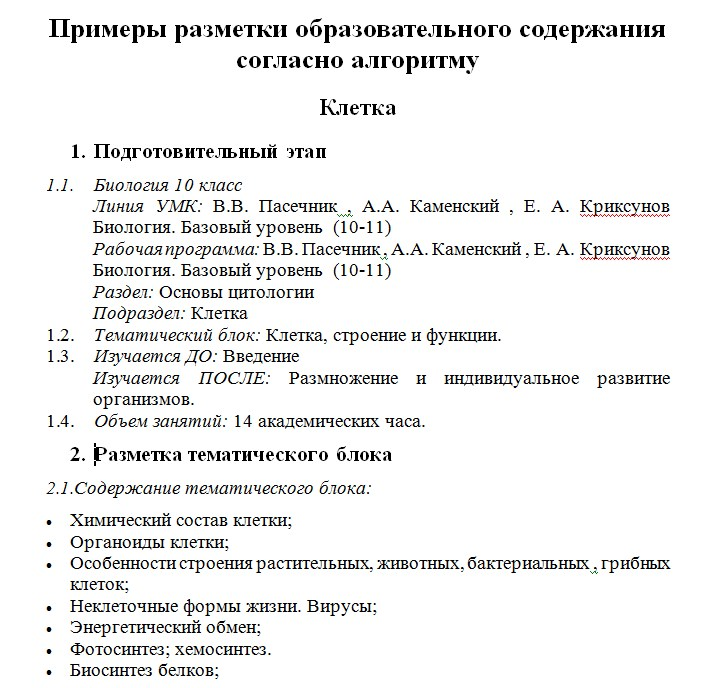 Примеры разметки образовательного содержания
согласно алгоритму
Клетка
1. Подготовительный этап
1.1. Биология 10 класс
Линия УМК: В.В. Пасечник , А.А. Каменский , Е. А. Криксунов
Биология. Базовый уровень (10-11)
Рабочая программа: В.В. Пасечник , А.А. Каменский , Е. А. Криксунов
Биология. Базовый уровень (10-11)
Раздел: Основы цитологии
Подраздел: Клетка
1.2. Тематический блок: Клетка, строение и функции.
1.3. Изучается ДО: Введение
Изучается ПОСЛЕ: Размножение и индивидуальное развитие
организмов.
1.4. Объем занятий: 14 академических часа.
2. Разметка тематического блока
2.1.Содержание тематического блока:
• Химический состав клетки;
• Органоиды клетки;
• Особенности строения растительных, животных, бактериальных , грибных
клеток;
• Неклеточные формы жизни. Вирусы;
• Энергетический обмен;
• Фотосинтез; хемосинтез.
• Биосинтез белков;